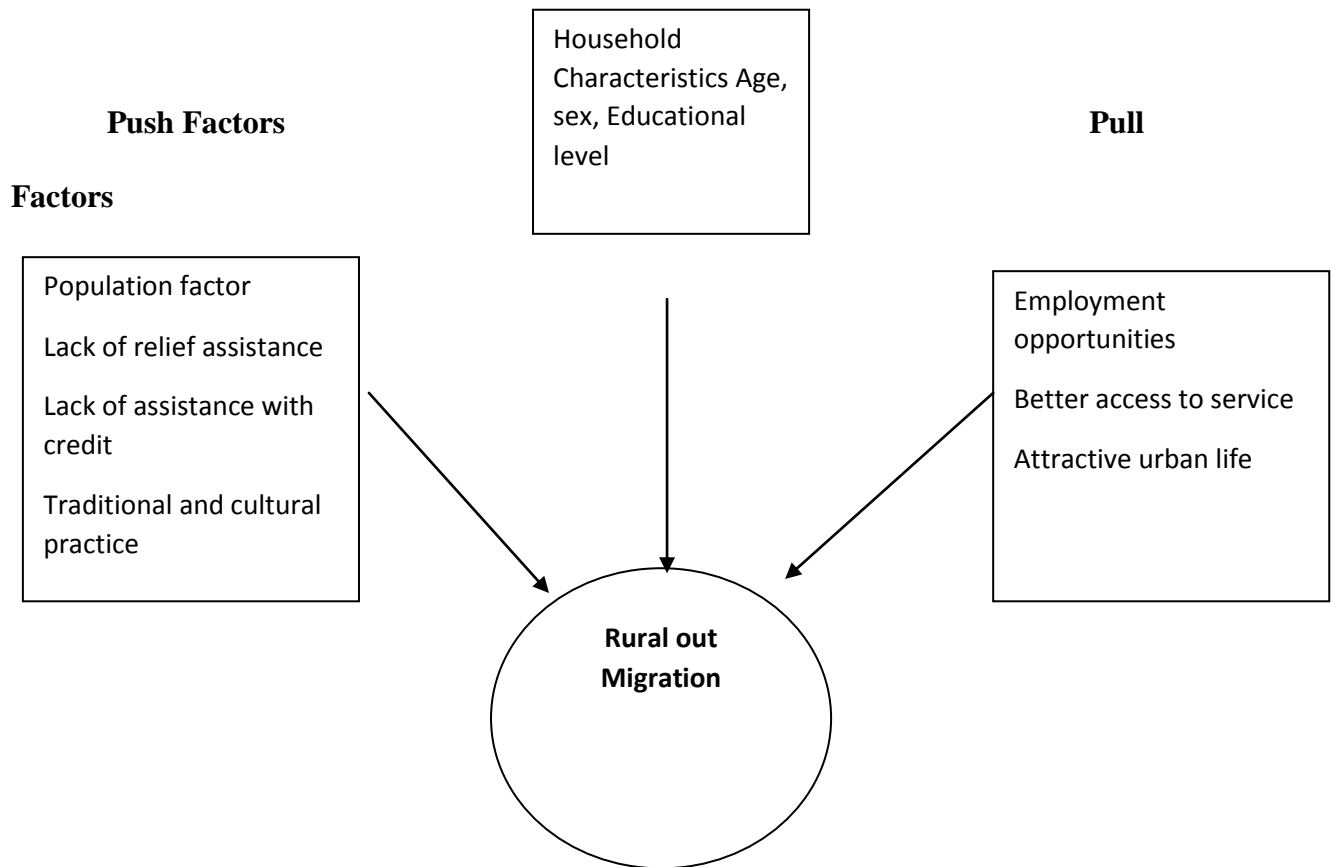 Household
Characteristics Age,
sex, Educational
level
Push Factors
Pull
Factors
Population factor
Lack of relief assistance
Lack of assistance with
credit
Traditional and cultural
practice
Employment
opportunities
Better access to service
Attractive urban life
Rural out
Migration